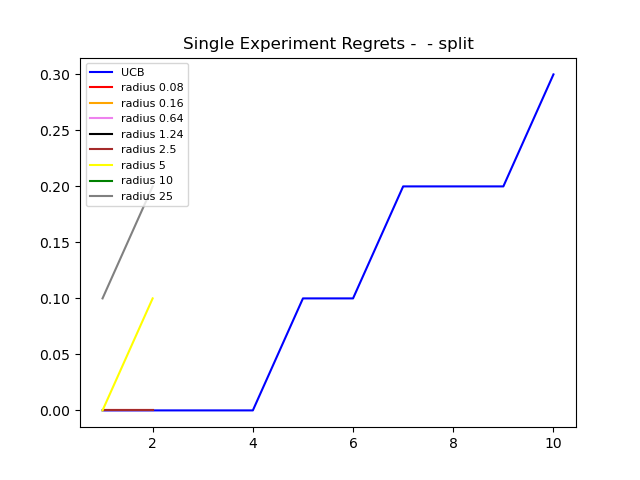 Single Experiment Regrets -  - split
UCB
radius 0.08
radius 0.16
radius 0.64
radius 1.24
radius 2.5
radius 5
radius 10
radius 25
0.30
0.25
0.20
0.15
0.10
0.05
0.00
2
4
6
8
10